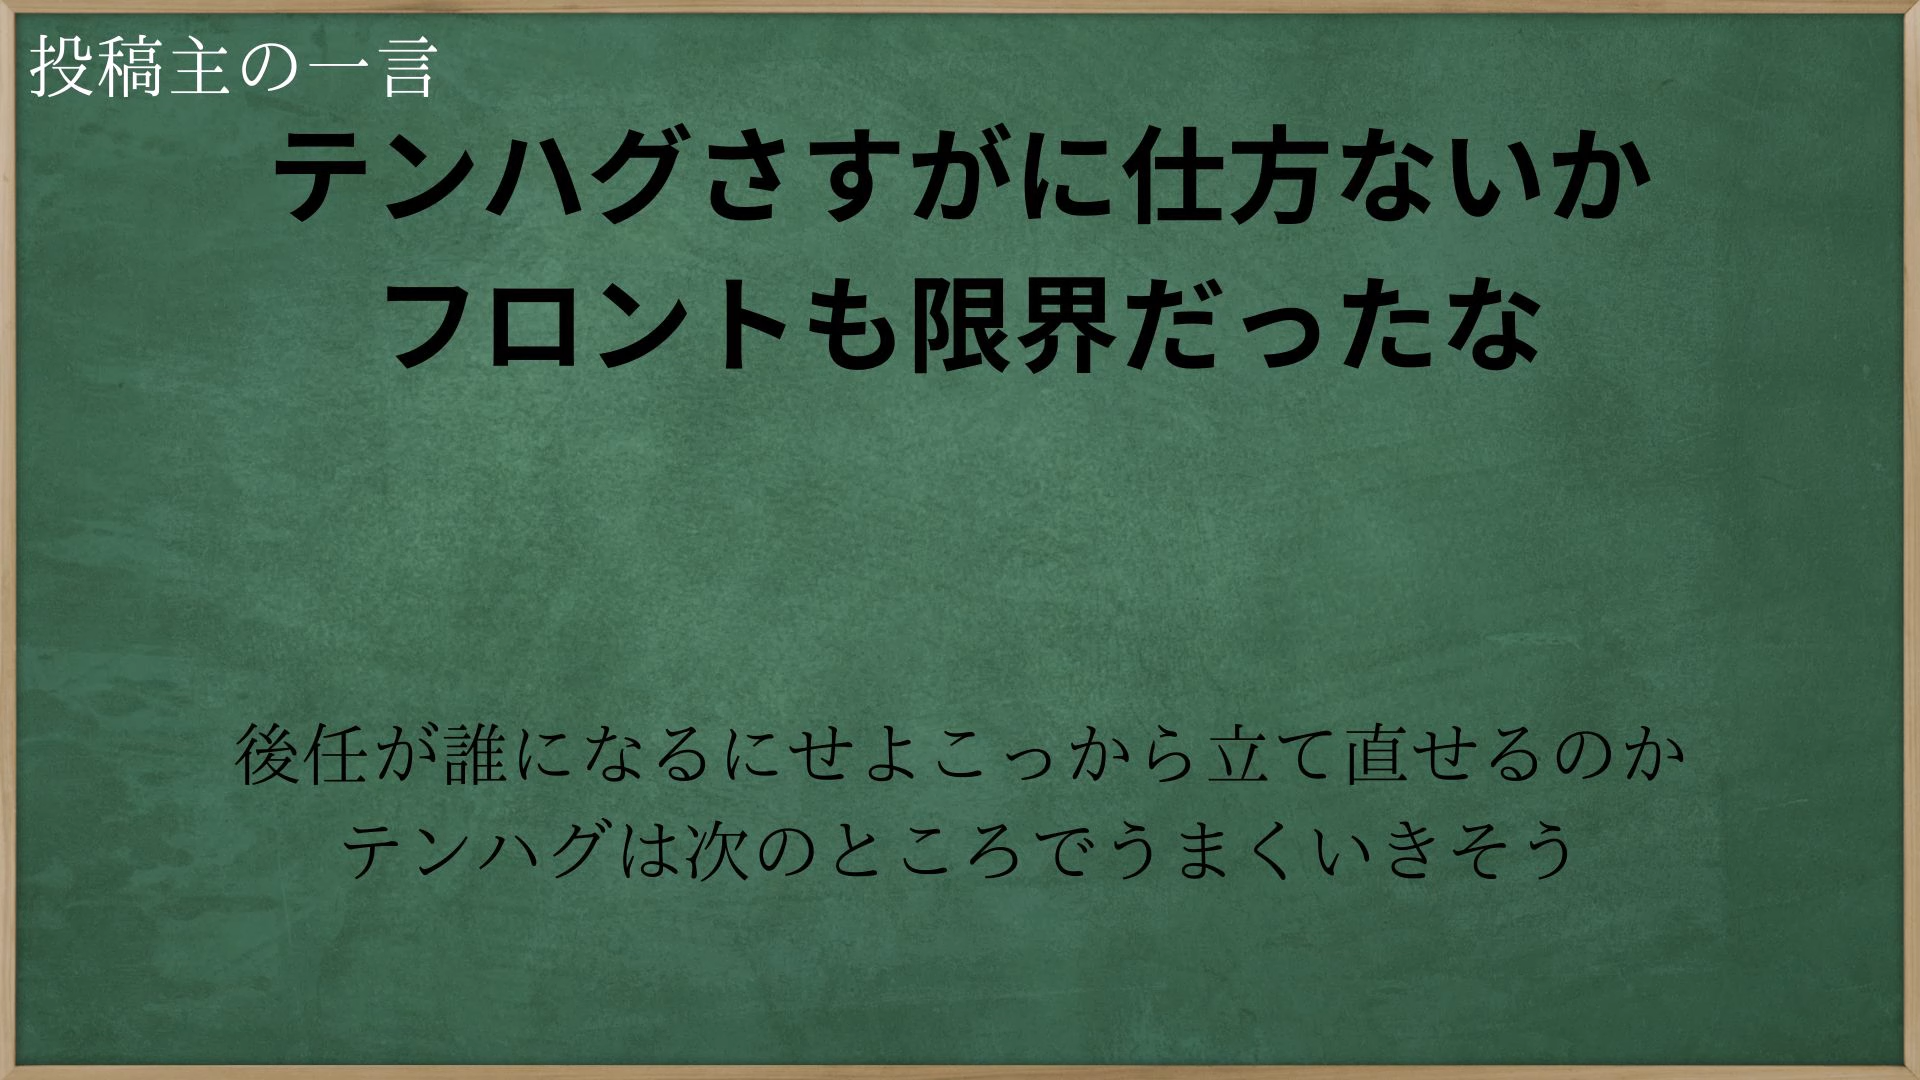 投稿主の一言
テンハグさすがに仕方ないか
フロントも限界だったな
後任が誰になるにせよこっから立て直せるのか
テンハグは次のところでうまくいきそう